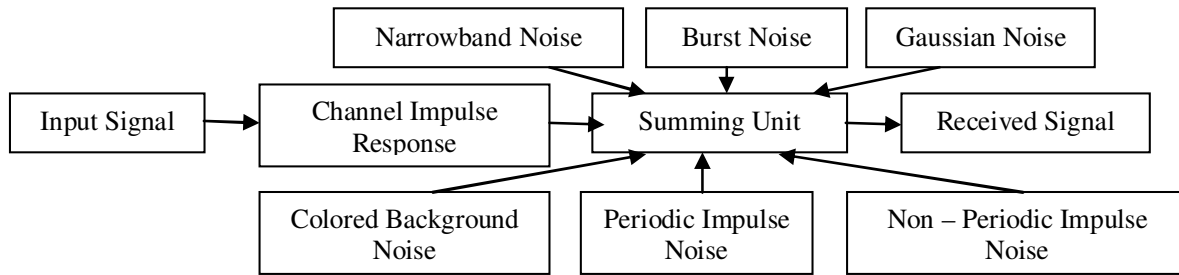 Narrowband Noise
Burst Noise
Gaussian Noise
Input Signal
Channel Impulse
Response
Summing Unit
Received Signal
Colored Background
Noise
Periodic Impulse
Noise
Non – Periodic Impulse
Noise